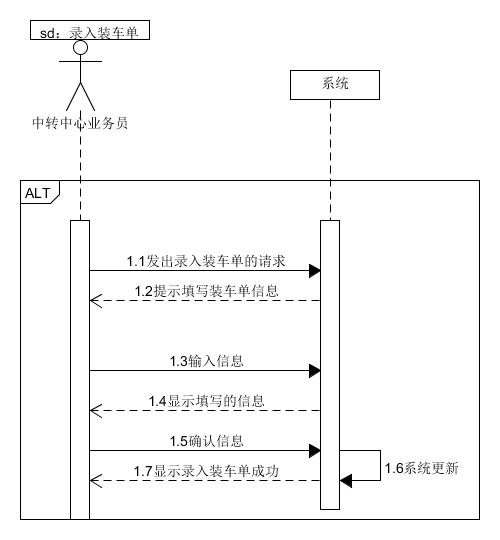 sd：录入装车单
系统
中转中心业务员
ALT
1.1发出录入装车单的请求
1.2提示填写装车单信息
1.3输入信息
1.4显示填写的信息
1.5确认信息
1.6系统更新
1.7显示录入装车单成功